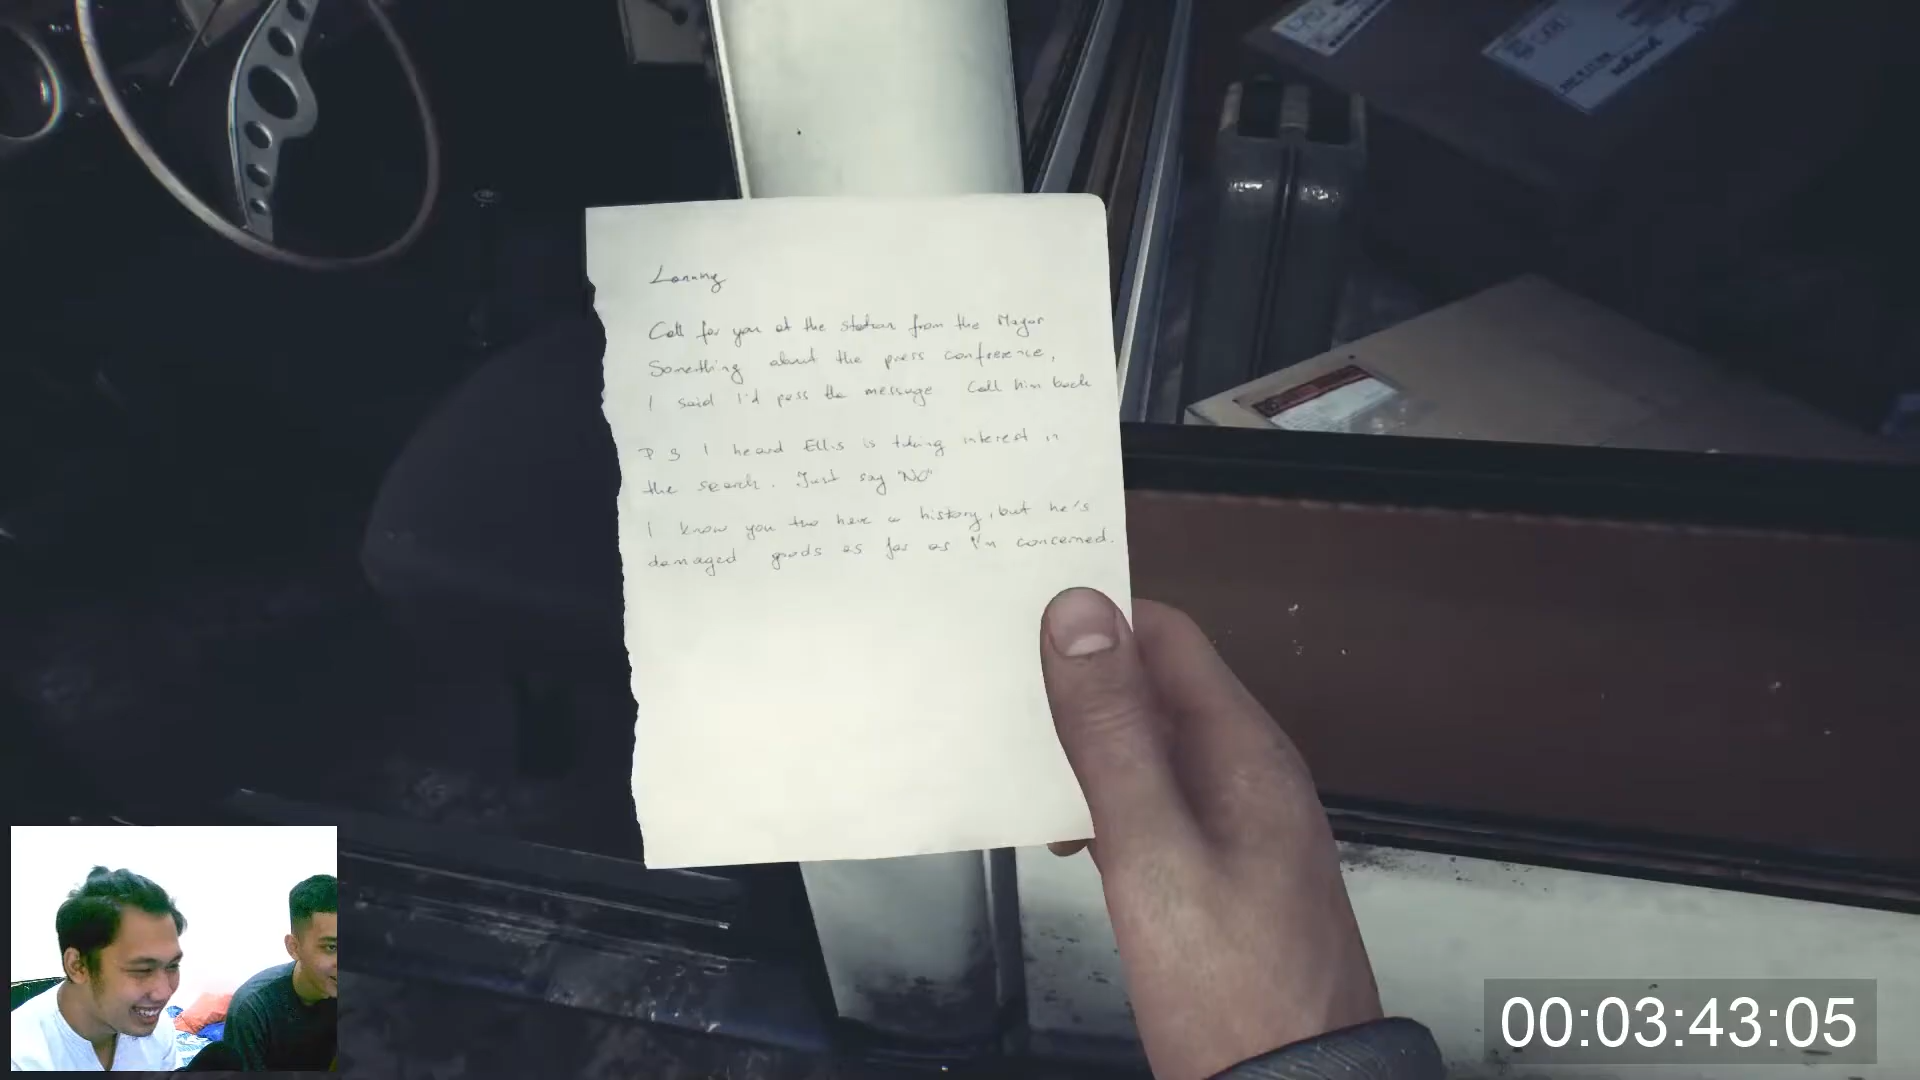 Lanning
Call for you at the station from the Mayor
Something about the press conference,
I said I'd pass the message Call him back
P S I heard Ellis is taking interest in
the search. Just say "NO"
I know you two have a history, but he's
damaged goods as far as I'm concerned.
00:03:43:05